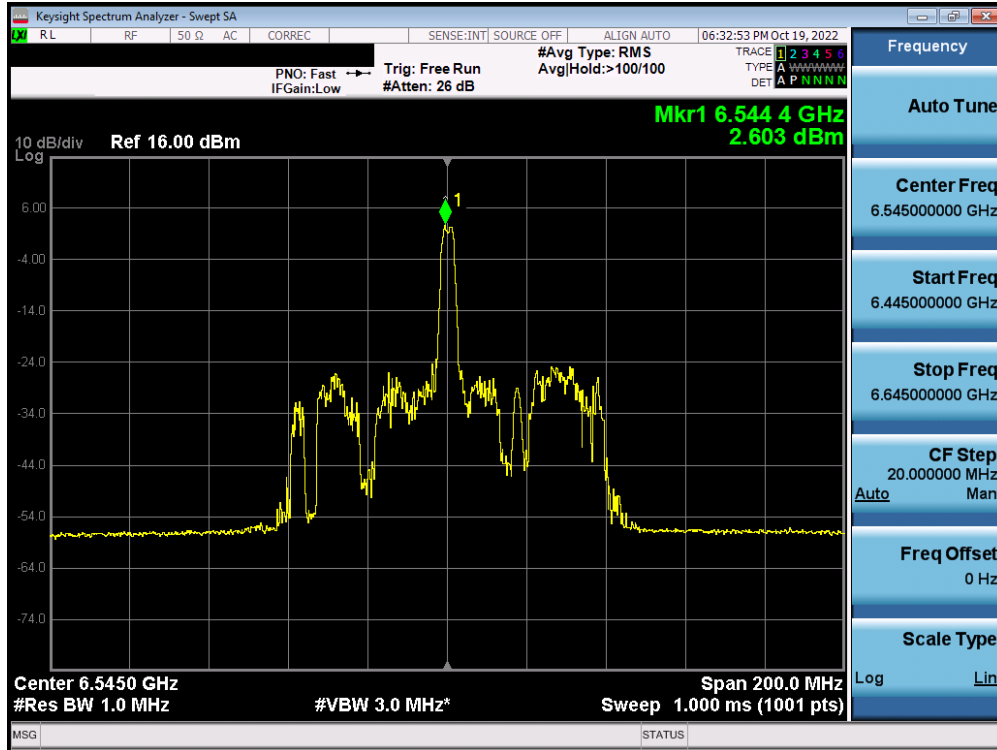 Keysight Spectrum Analyzer - Swept SA
LXI RL RF 50 Ω AC CORREC SENSE:INT SOURCE OFF ALIGN AUTO 06:32:53 PM Oct 19, 2022
PNO: Fast
IFGain:Low
Trig: Free Run
#Atten: 26 dB
#Avg Type: RMS
Avg|Hold:>100/100
TRACE 1 2 3 4 5 6
TYPE A WWWWW
DET A P N N N N
Mkr1 6.544 4 GHz
2.603 dBm
10 dB/div Ref 16.00 dBm
Log
1
6.00
-4.00
-14.0
-24.0
-34.0
-44.0
-54.0
-64.0
-74.0
Center 6.5450 GHz Span 200.0 MHz
#Res BW 1.0 MHz #VBW 3.0 MHz* Sweep 1.000 ms (1001 pts)
MSG STATUS
Frequency
Auto Tune
Center Freq
6.545000000 GHz
Start Freq
6.445000000 GHz
Stop Freq
6.645000000 GHz
CF Step
20.000000 MHz
Auto Man
Freq Offset
0 Hz
Scale Type
Log Lin